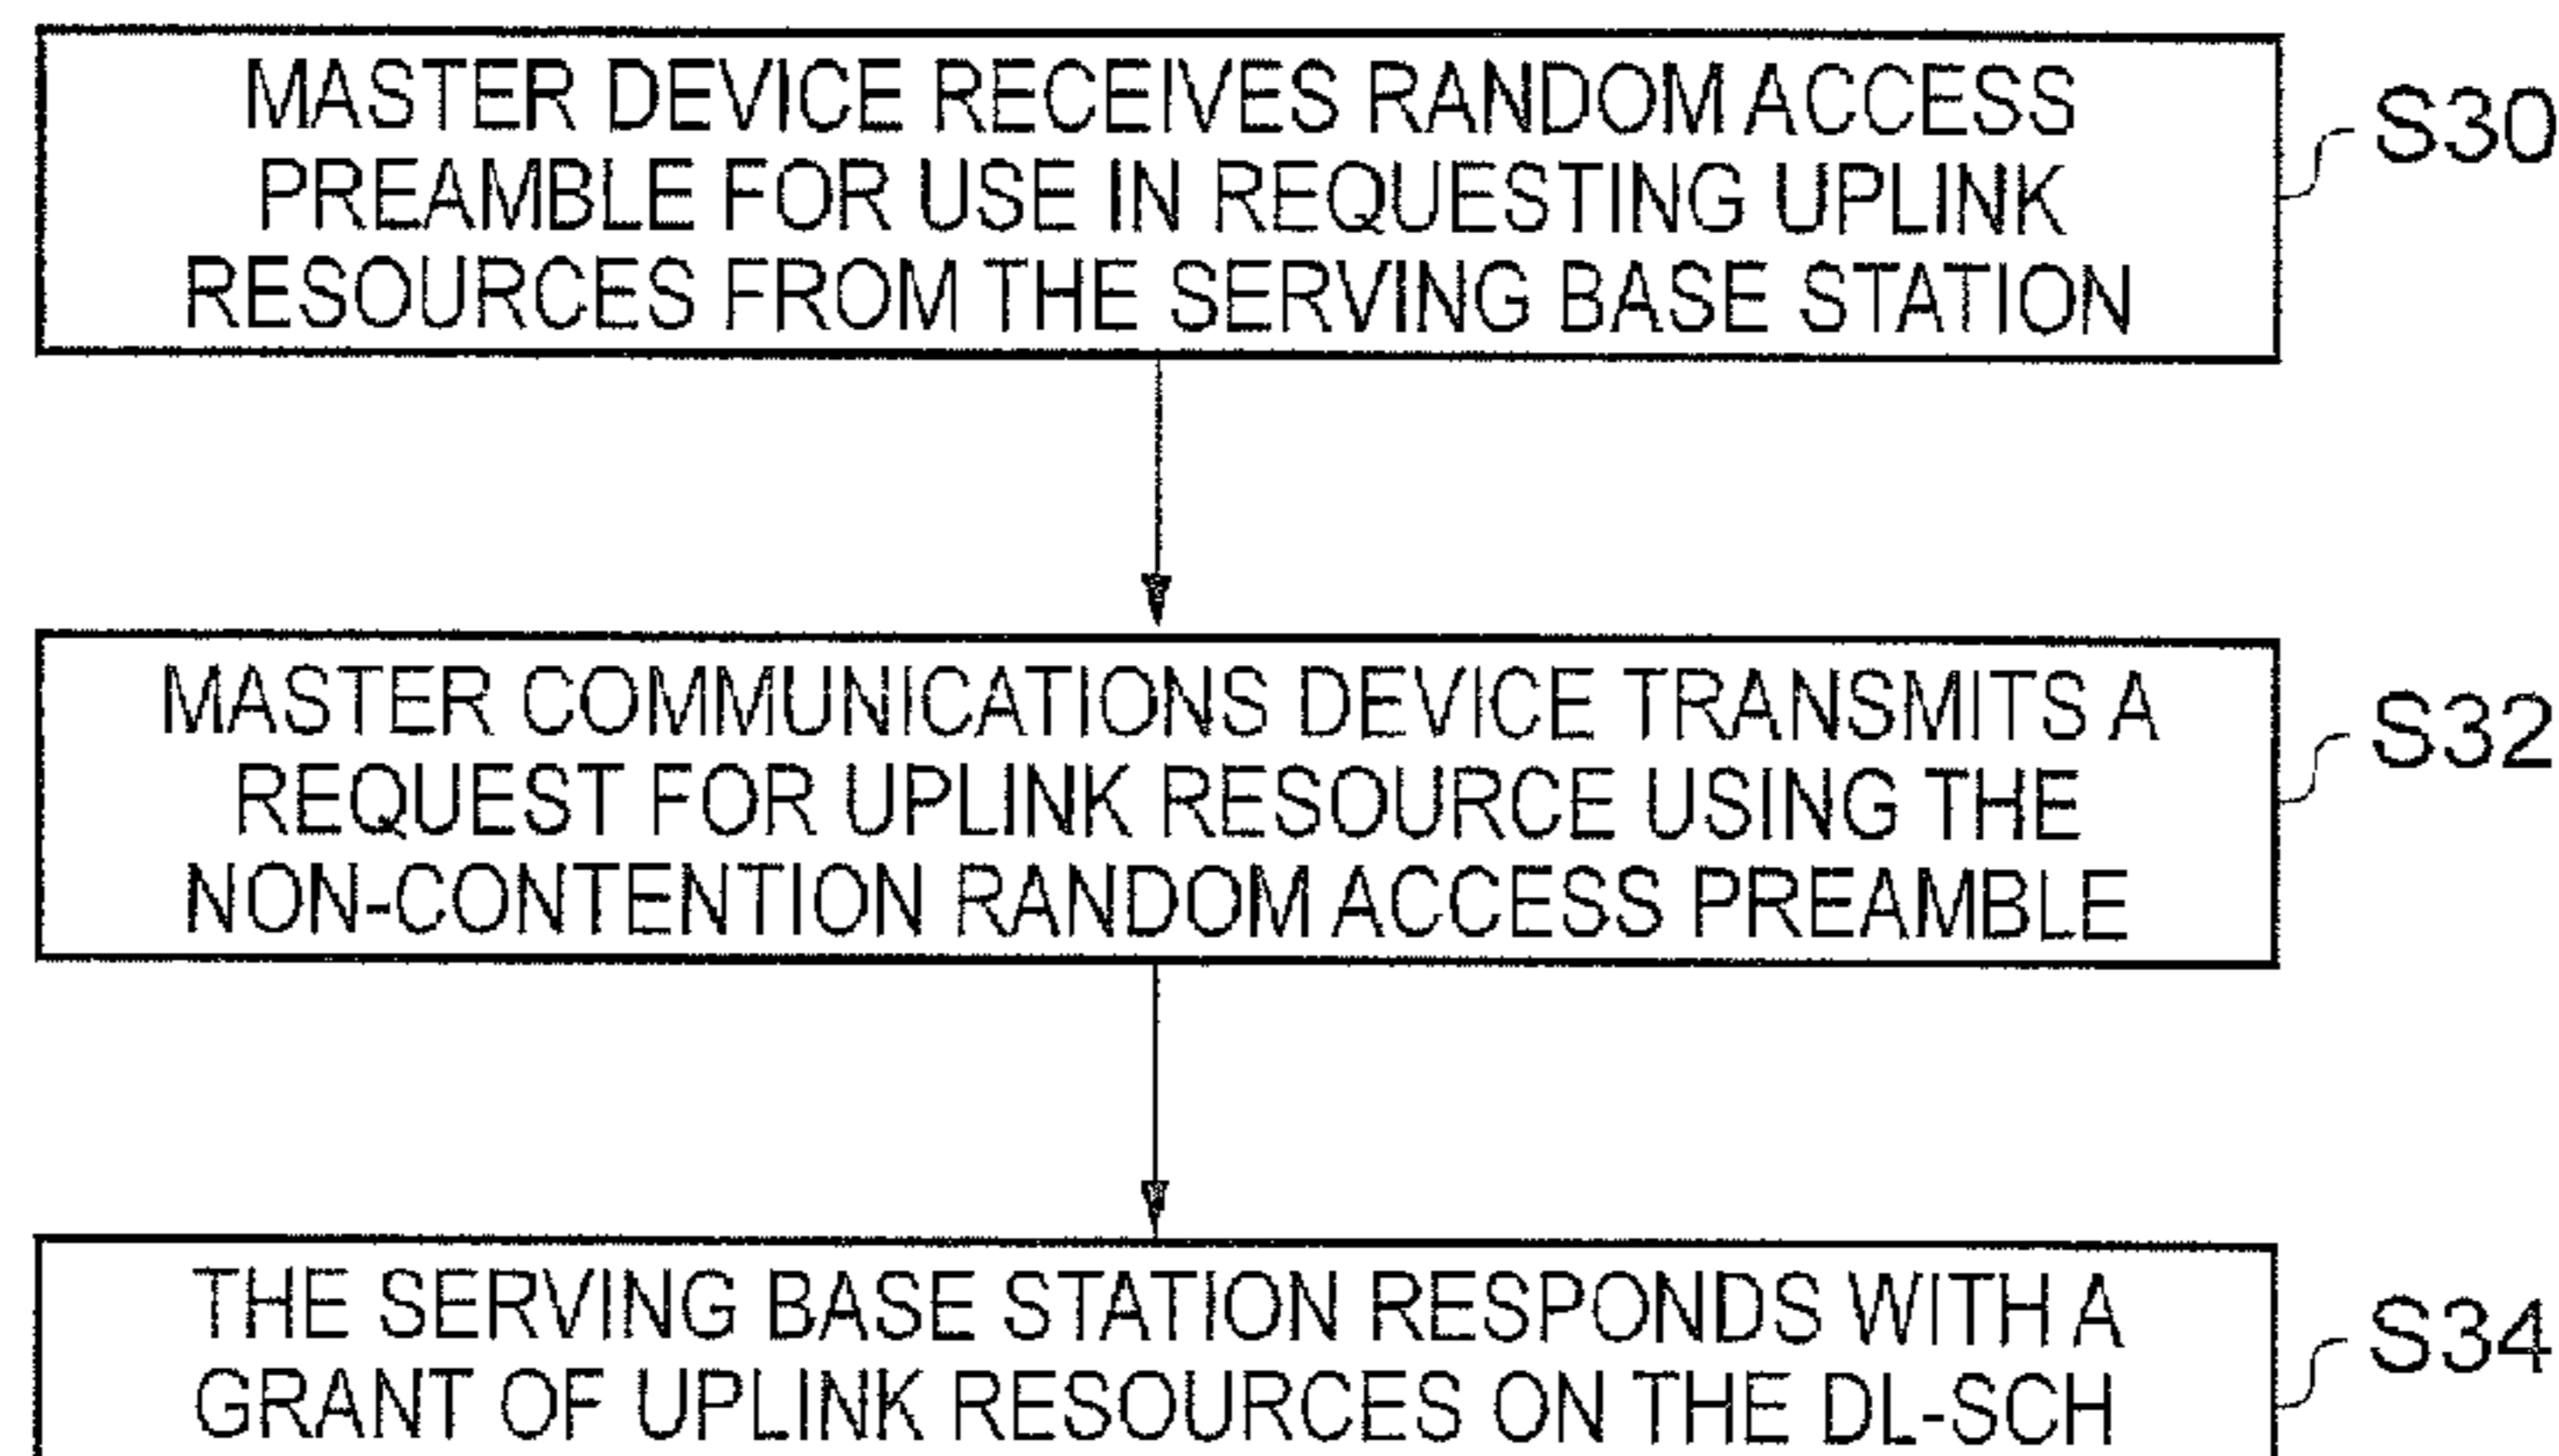 MASTER DEVICE RECEIVES RANDOM ACCESS
PREAMBLE FOR USE IN REQUESTING UPLINK
RESOURCES FROM THE SERVING BASE STATION
S30
MASTER COMMUNICATIONS DEVICE TRANSMITS A
REQUEST FOR UPLINK RESOURCE USING THE
NON-CONTENTION RANDOM ACCESS PREAMBLE
S32
THE SERVING BASE STATION RESPONDS WITH A
GRANT OF UPLINK RESOURCES ON THE DL-SCH
S34